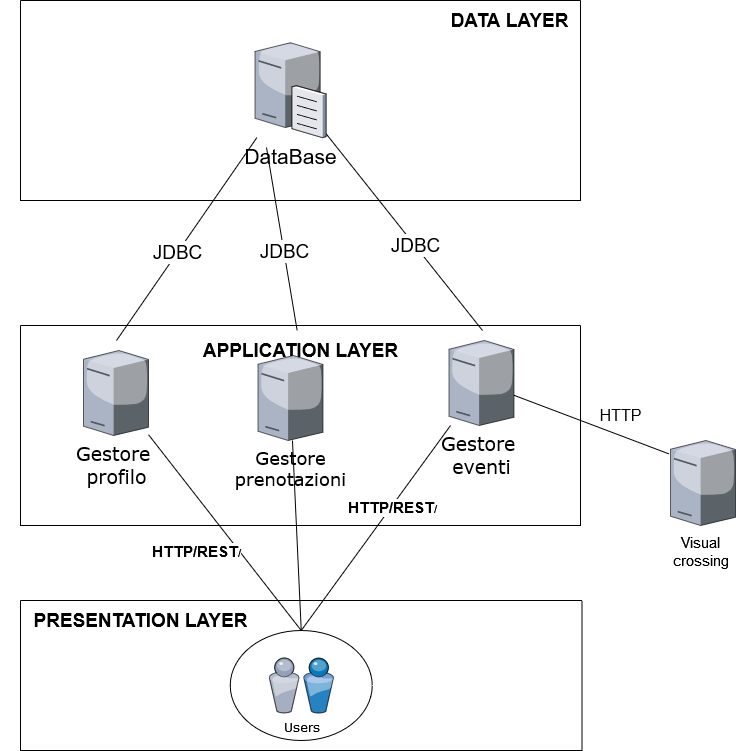 DATA LAYER
DataBase
JDBC
JDBC
JDBC
APPLICATION LAYER
Gestore
profilo
Gestore
prenotazioni
Gestore
eventi
HTTP
Visual
crossing
HTTP/REST/
HTTP/REST/
PRESENTATION LAYER
Users